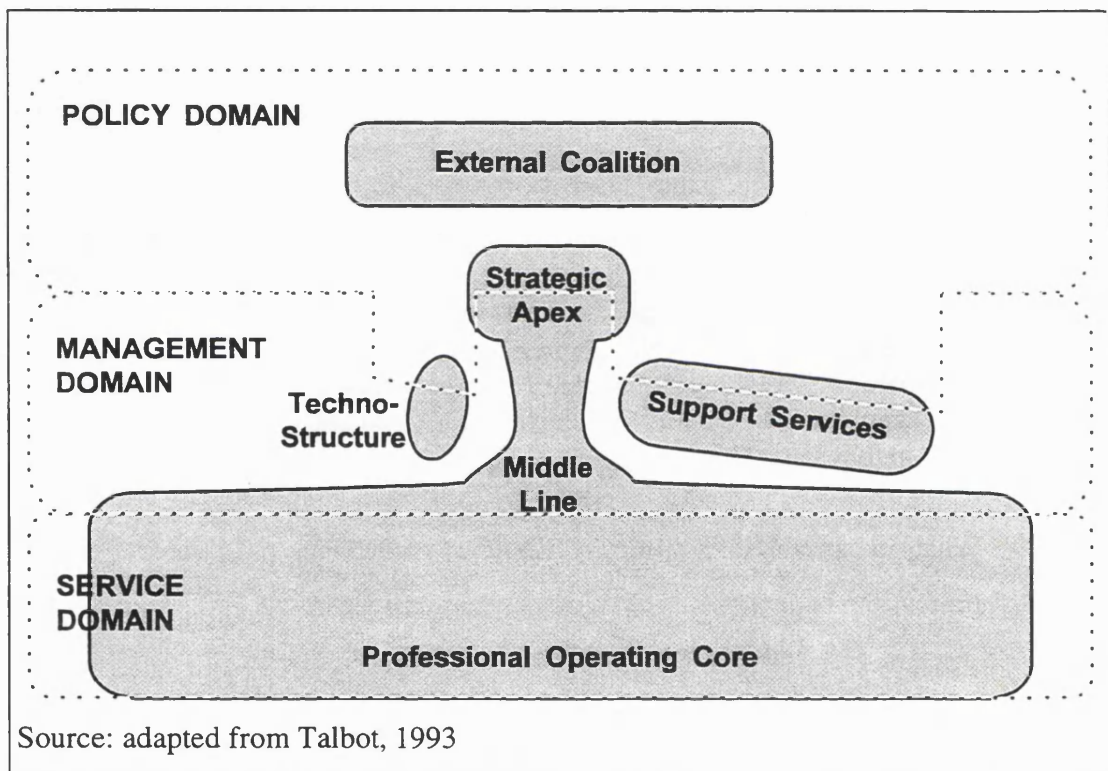 POLICY DOMAIN
External Coalition
Strategic
Apex
MANAGEMENT
DOMAIN
Techno-
Structure
Support Services
Middle
Line
SERVICE
DOMAIN
Professional Operating Core
Source: adapted from Talbot, 1993